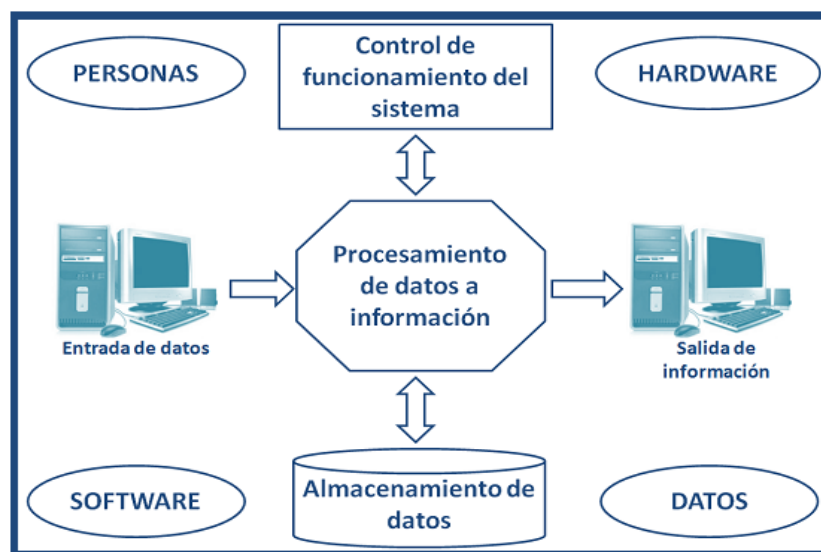 PERSONAS
Control de
funcionamiento del
sistema
HARDWARE
Procesamiento
de datos a
información
Entrada de datos
Salida de
información
SOFTWARE
Almacenamiento de
datos
DATOS